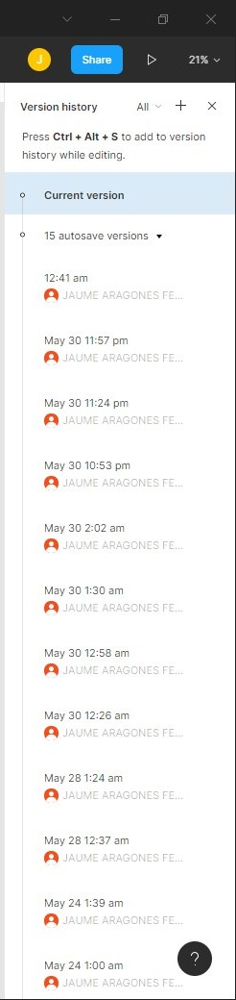 J
Share
21%
Version history
All
Press Ctrl + Alt + S to add to version
history while editing.
Current version
15 autosave versions
12:41 am
JAUME ARAGONES FE...
May 30 11:57 pm
JAUME ARAGONES FE...
May 30 11:24 pm
JAUME ARAGONES FE...
May 30 10:53 pm
JAUME ARAGONES FE...
May 30 2:02 am
JAUME ARAGONES FE...
May 30 1:30 am
JAUME ARAGONES FE...
May 30 12:58 am
JAUME ARAGONES FE...
May 30 12:26 am
JAUME ARAGONES FE...
May 28 1:24 am
JAUME ARAGONES FE...
May 28 12:37 am
JAUME ARAGONES FE...
May 24 1:39 am
JAUME ARAGONES FE...
May 24 1:00 am
JAUME ARAGONES FE...
?